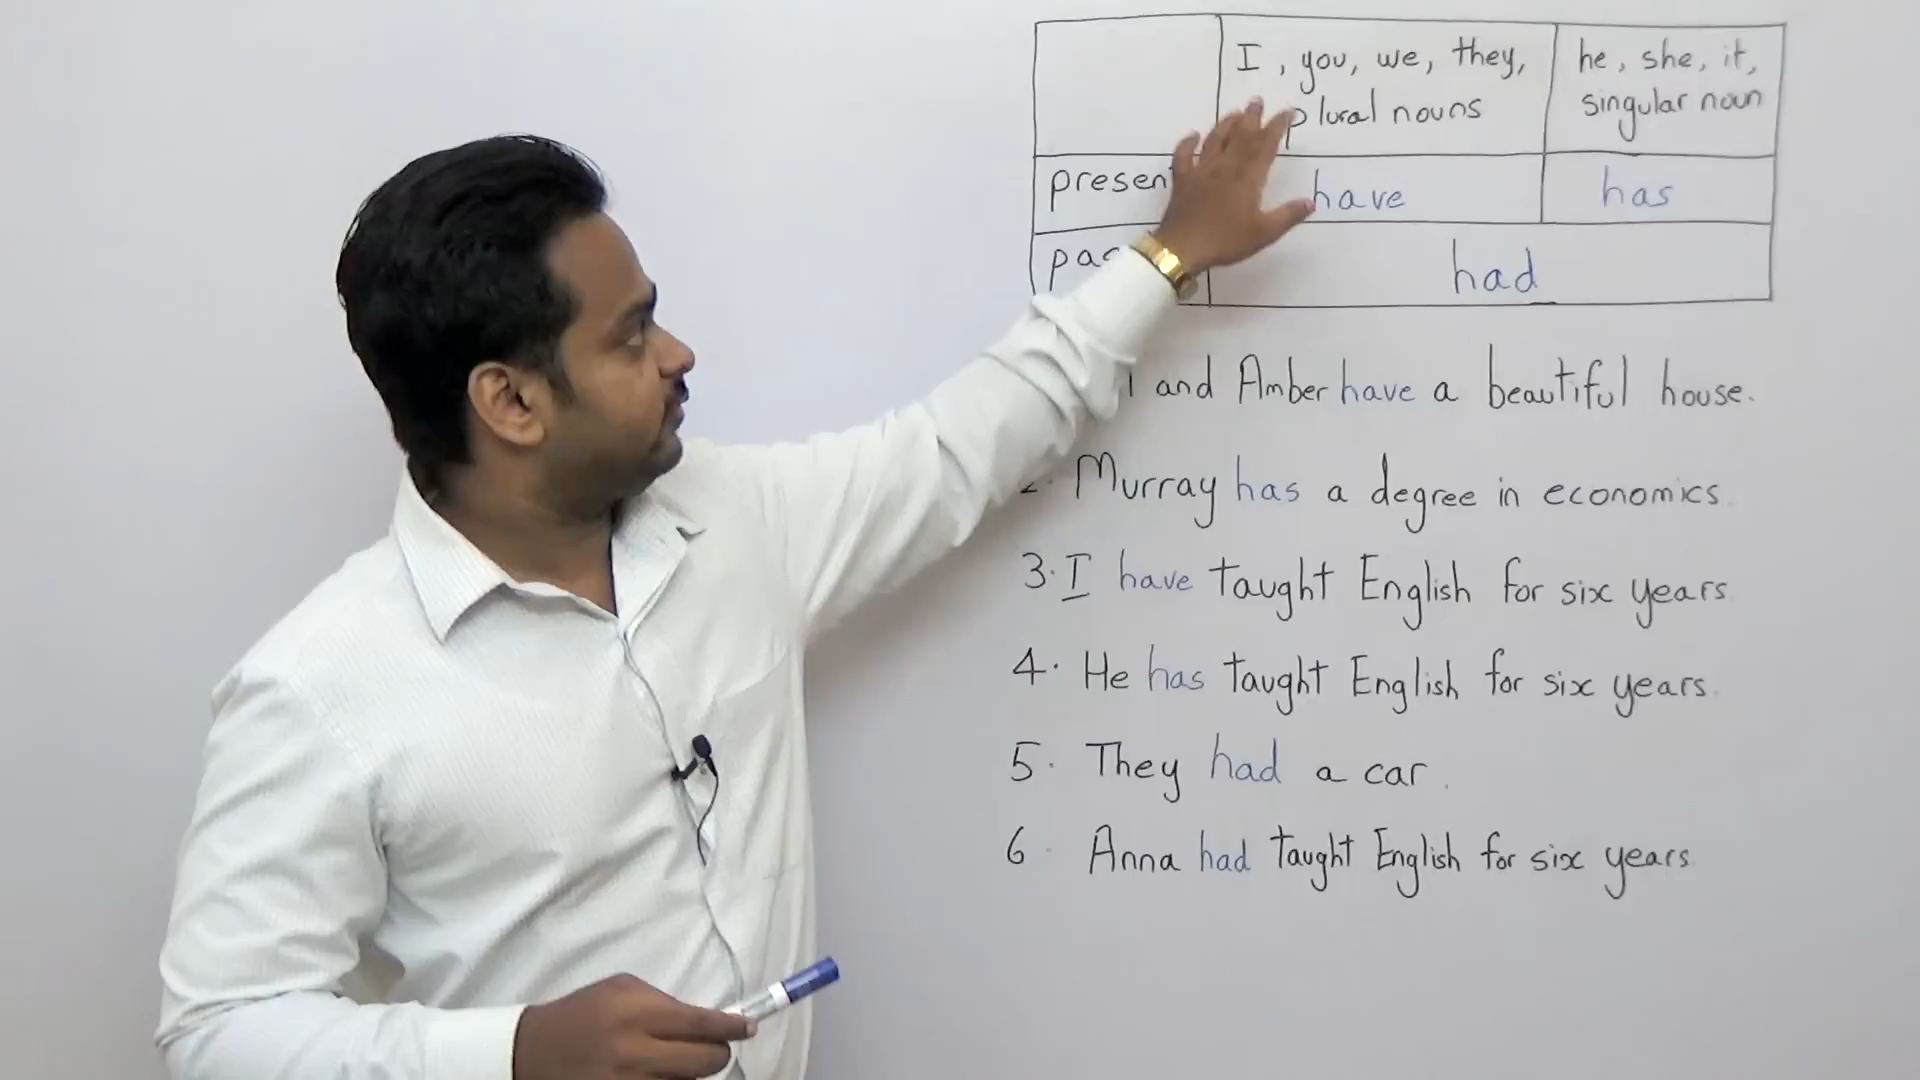 I, you, we, they, he, she, it,
plural nouns singular noun
have has
had
and Amber have a beautiful house.
2. Murray has a degree in economics.
3. I have taught English for six years.
4. He has taught English for six years.
5. They had a car.
6. Anna had taught English for six years